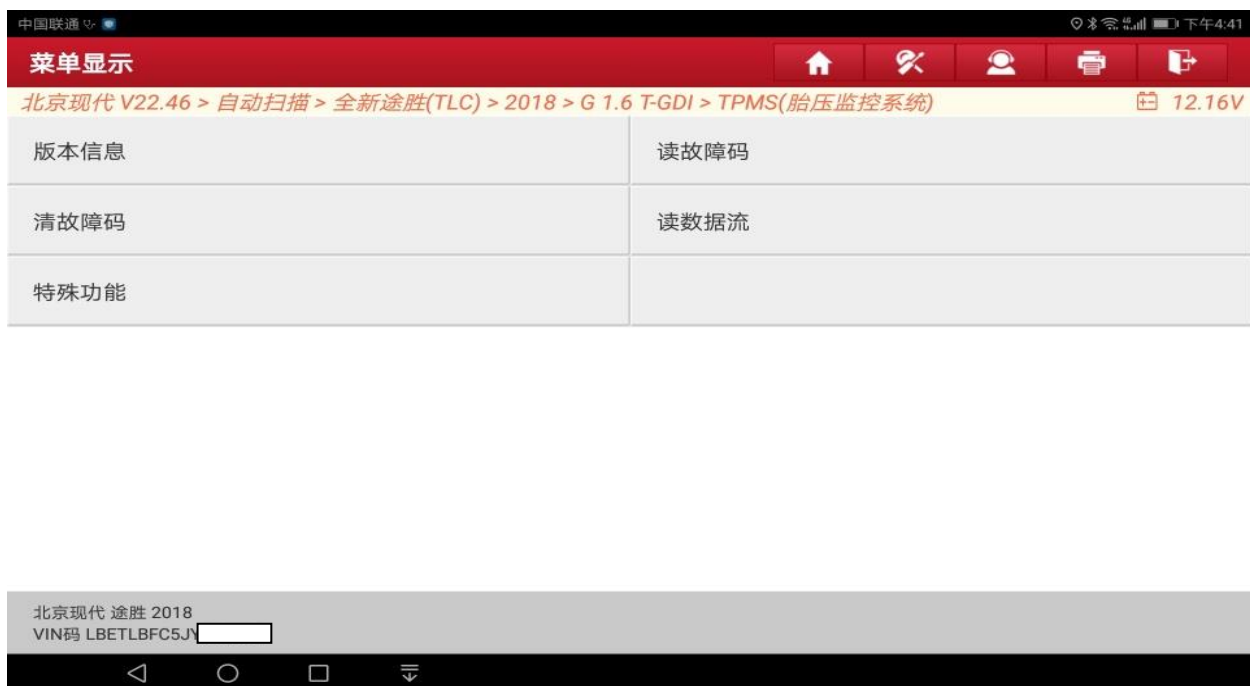 中国联通
下午4:41
菜单显示
北京现代 V22.46 > 自动扫描 > 全新途胜(TLC) > 2018 > G 1.6 T-GDI > TPMS(胎压监控系统) 12.16V
版本信息 读故障码
清故障码 读数据流
特殊功能
北京现代 途胜 2018
VIN码 LBETLBFC5JY